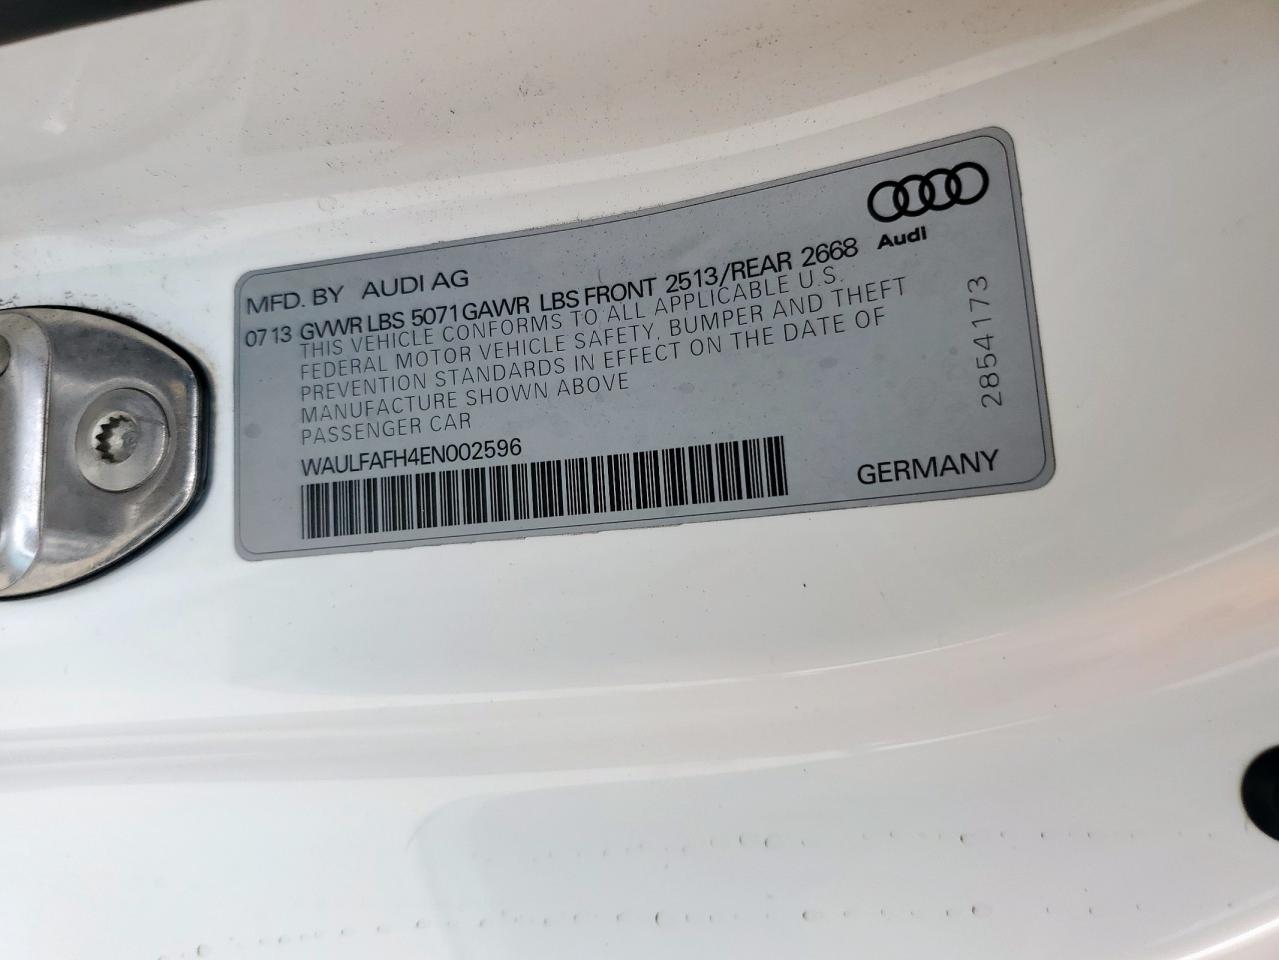 Audi
MFD. BY AUDI AG
07 13 GVWR LBS 5071 GAWR LBS FRONT 2513/REAR 2668
THIS VEHICLE CONFORMS TO ALL APPLICABLE U.S.
FEDERAL MOTOR VEHICLE SAFETY, BUMPER AND THEFT
PREVENTION STANDARDS IN EFFECT ON THE DATE OF
MANUFACTURE SHOWN ABOVE
PASSENGER CAR
WAULFAFH4EN002596
GERMANY
2854173